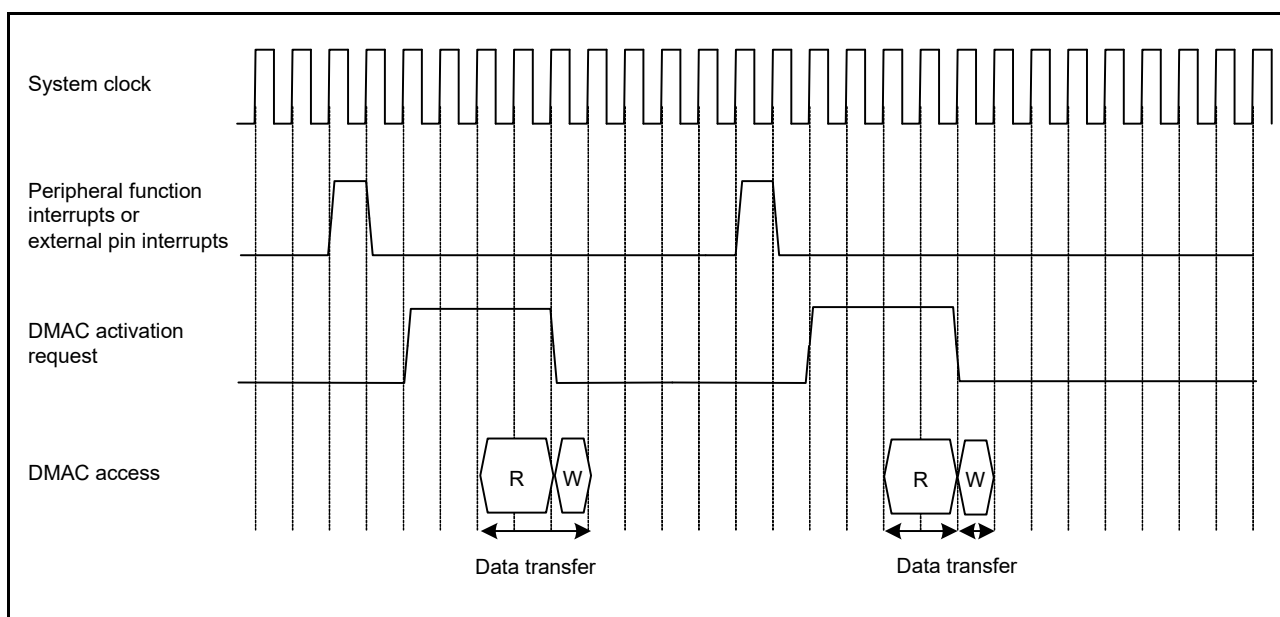 System clock
Peripheral function
interrupts or
external pin interrupts
DMAC activation
request
DMAC access
R
W
R
W
Data transfer
Data transfer